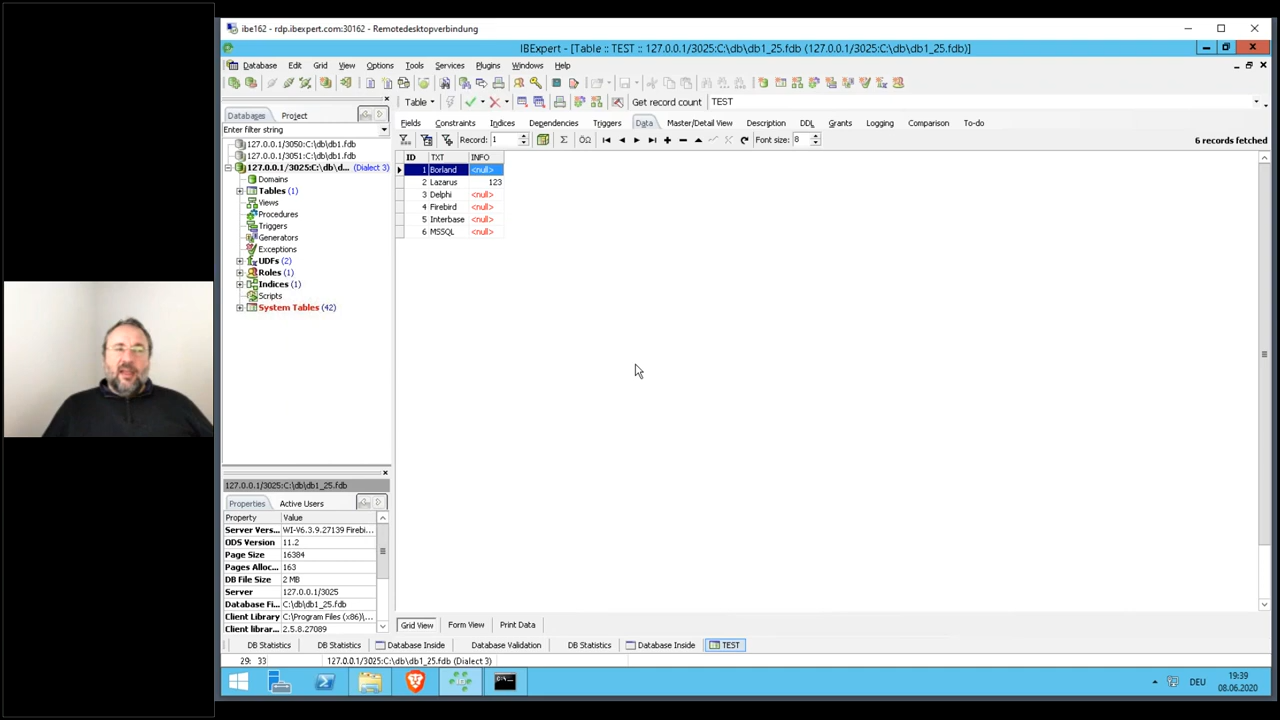 ibe162 - rdp.ibexpert.com:30162 - Remotedesktopverbindung
IBExpert - [Table :: TEST :: 127.0.0.1/3025:C:\db\db1_25.fdb (127.0.0.1/3025:C:\db\db1_25.fdb)]
Database Edit Grid View Options Tools Services Plugins Windows Help
Table Get record count TEST
Databases Project
Enter filter string
Fields Constraints Indices Dependencies Triggers Data Master/Detail View Description DDL Grants Logging Comparison To-do
Record: 1 Font size: 8 6 records fetched
127.0.0.1/3050:C:\db\db1.fdb
127.0.0.1/3051:C:\db\db1.fdb
127.0.0.1/3025:C:\db\d... (Dialect 3)
Domains
Tables (1)
Views
Procedures
Triggers
Generators
Exceptions
UDFs (2)
Roles (1)
Indices (1)
Scripts
System Tables (42)
ID TXT INFO
1 Borland <null>
2 Lazarus 123
3 Delphi <null>
4 Firebird <null>
5 Interbase <null>
6 MSSQL <null>
127.0.0.1/3025:C:\db\db1_25.fdb
Properties Active Users
Property Value
Server Vers... WI-V6.3.9.27139 Firebi...
ODS Version 11.2
Page Size 16384
Pages Alloc... 163
DB File Size 2 MB
Server 127.0.0.1/3025
Database Fi... C:\db\db1_25.fdb
Client Library C:\Program Files (x86)\...
Client librar... 2.5.8.27089
Grid View Form View Print Data
DB Statistics DB Statistics Database Inside Database Validation DB Statistics Database Inside TEST
29: 33 127.0.0.1/3025:C:\db\db1_25.fdb (Dialect 3)
DEU 19:39
08.06.2020